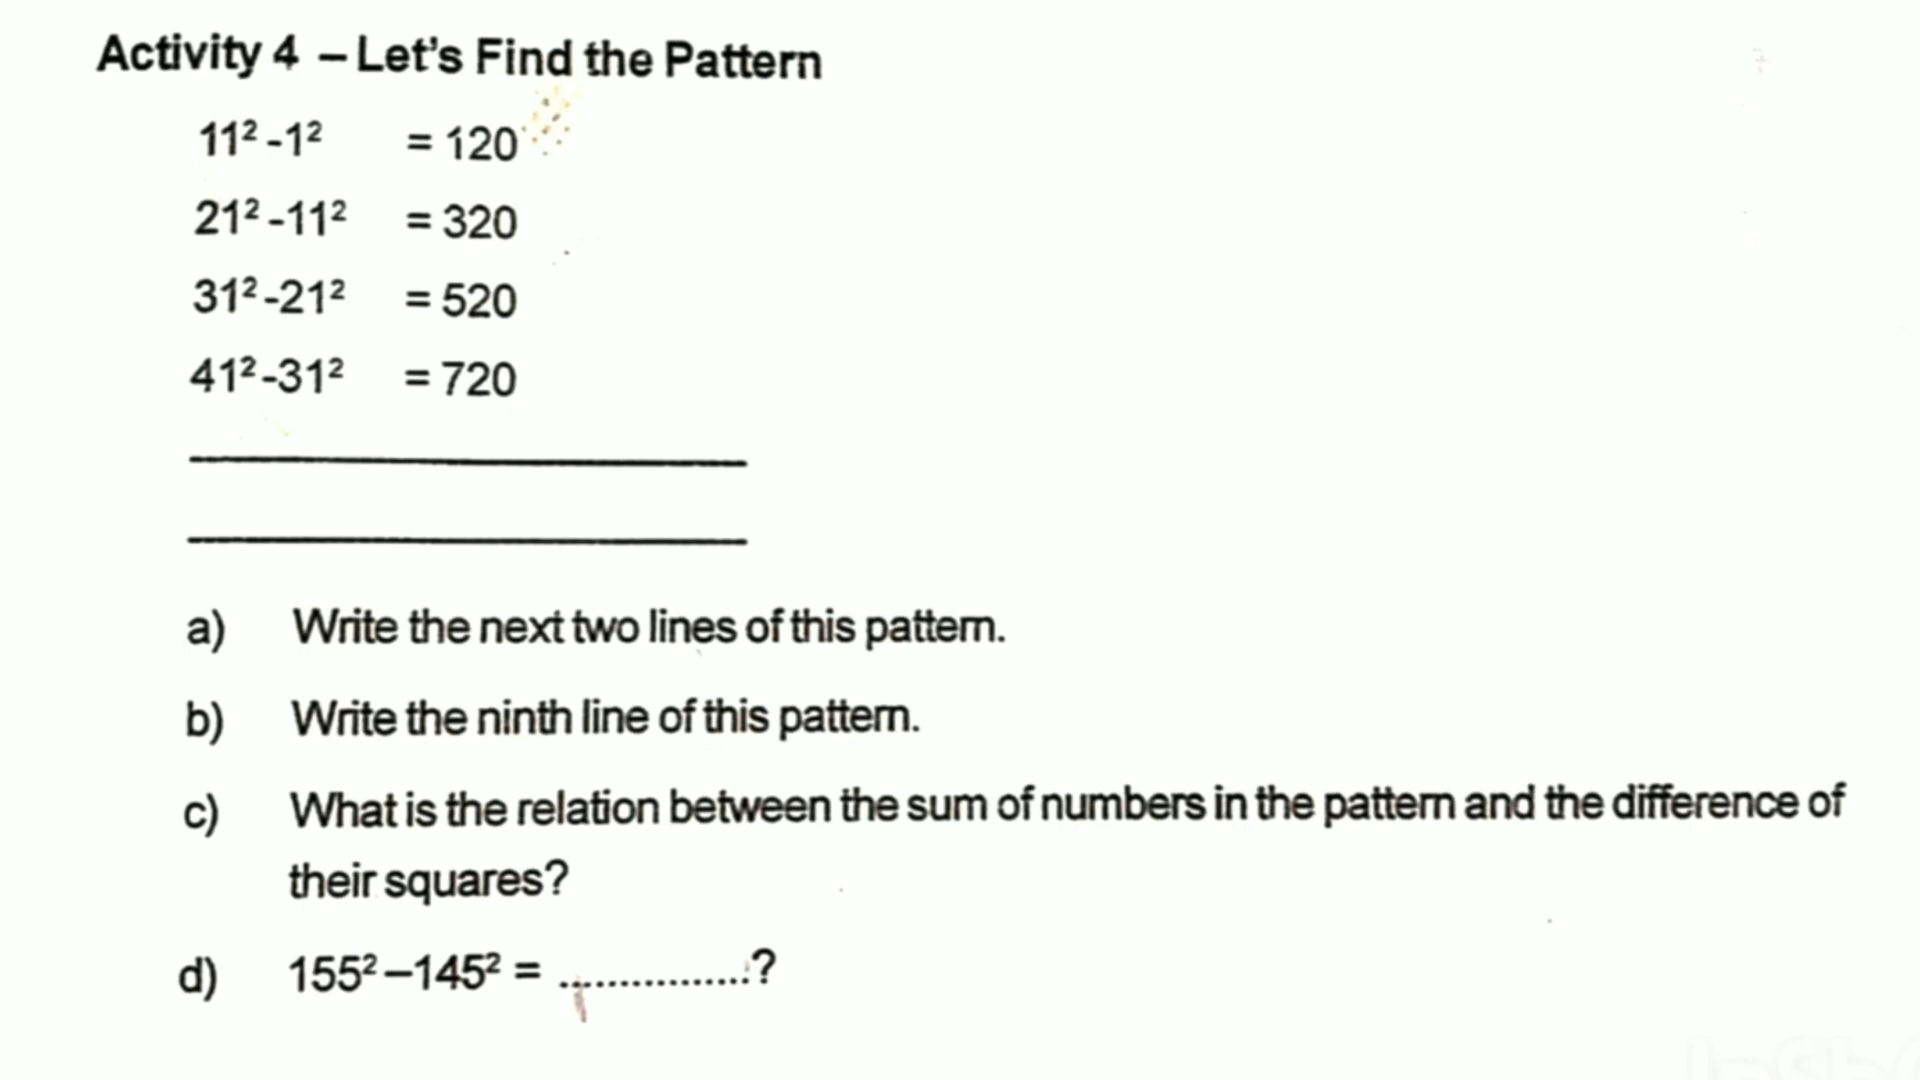 Activity 4 – Let's Find the Pattern
11² -1² = 120
21² -11² = 320
31² -21² = 520
41² -31² = 720
a) Write the next two lines of this pattern.
b) Write the ninth line of this pattern.
c) What is the relation between the sum of numbers in the pattern and the difference of
their squares?
d) 155² – 145² = ................?